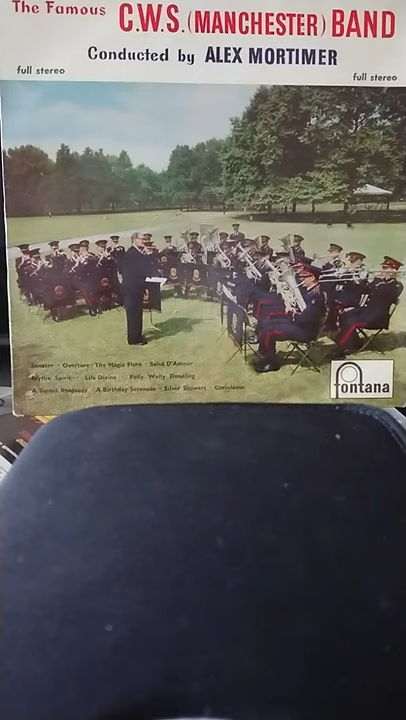 The Famous C.W.S. (MANCHESTER) BAND
Conducted by ALEX MORTIMER
full stereo
full stereo
Senator · Overture: The Magic Flute · Salut D'Amour
Blythe Spirit · Life Divine · Polly Wolly Doodling
A Sunset Rhapsody · A Birthday Serenade · Silver Showers ·
fontana